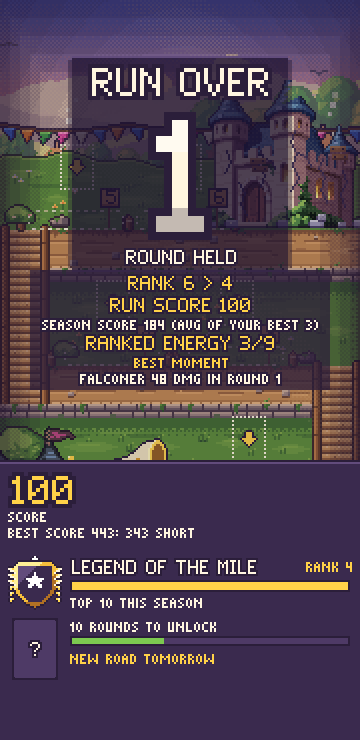 RUN OVER
1
5 6
ROUND HELD
RANK 6 > 4
RUN SCORE 100
SEASON SCORE 184 (AVG OF YOUR BEST 3)
RANKED ENERGY 3/9
BEST MOMENT
FALCONER 48 DMG IN ROUND 1
100
SCORE
BEST SCORE 443: 343 SHORT
LEGEND OF THE MILE RANK 4
TOP 10 THIS SEASON
10 ROUNDS TO UNLOCK
?
NEW ROAD TOMORROW